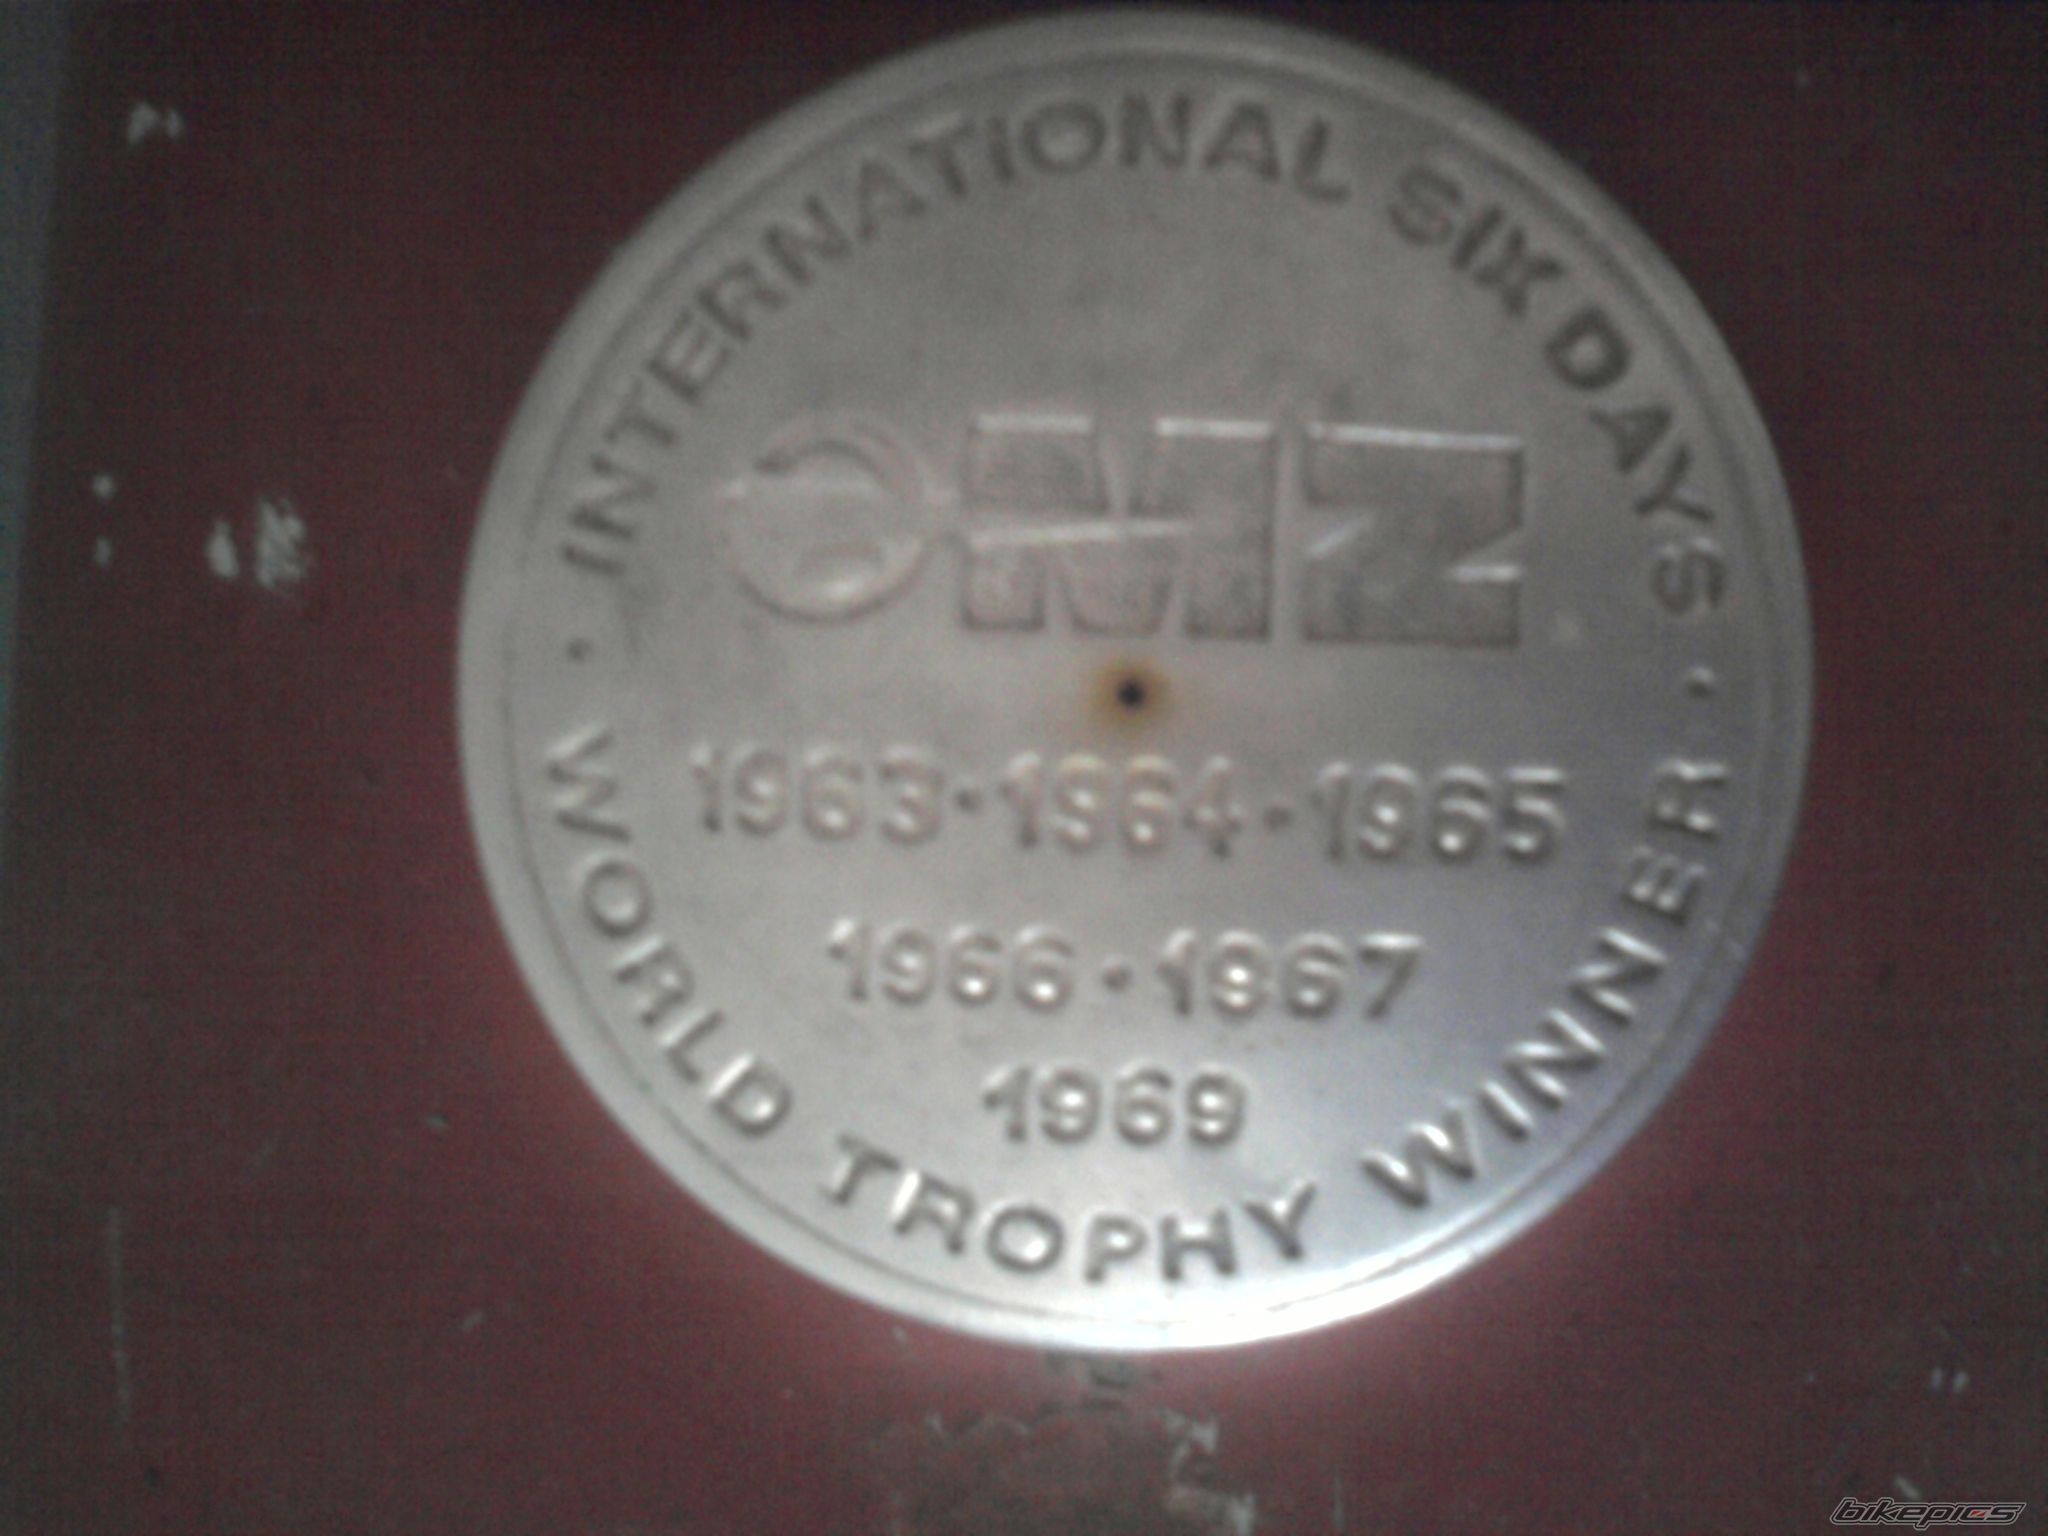 INTERNATIONAL SIX DAYS
MZ
1963·1964·1965
1966·1967
1969
WORLD TROPHY WINNER
bikepics